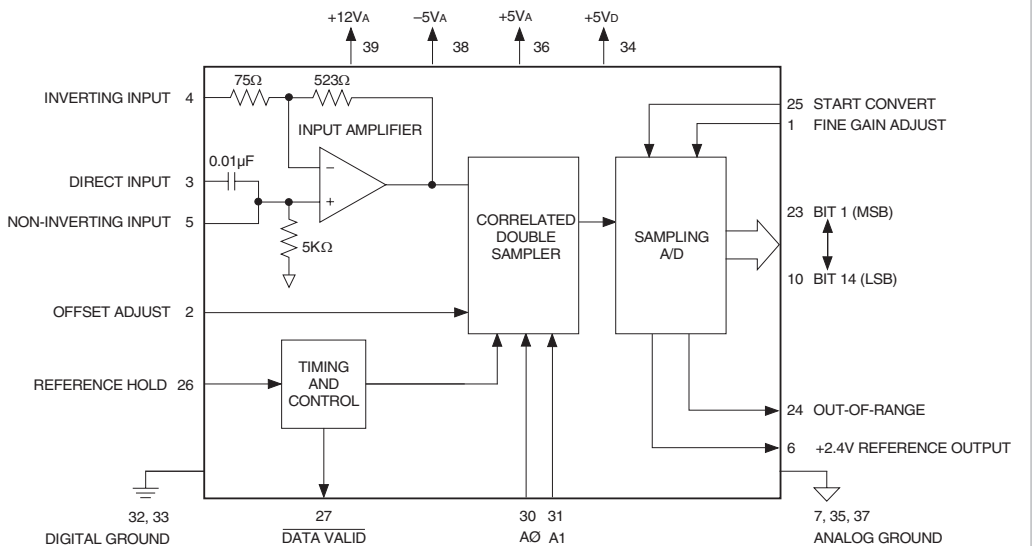 +12VA –5VA +5VA +5VD
39 38 36 34
75Ω 523Ω
INVERTING INPUT 4
25 START CONVERT
1 FINE GAIN ADJUST
INPUT AMPLIFIER
0.01µF
DIRECT INPUT 3
–
+
NON-INVERTING INPUT 5
5KΩ
CORRELATED
DOUBLE
SAMPLER
SAMPLING
A/D
23 BIT 1 (MSB)
10 BIT 14 (LSB)
OFFSET ADJUST 2
REFERENCE HOLD 26
TIMING
AND
CONTROL
24 OUT-OF-RANGE
6 +2.4V REFERENCE OUTPUT
32, 33
DIGITAL GROUND
27
DATA VALID
30 31
AØ A1
7, 35, 37
ANALOG GROUND